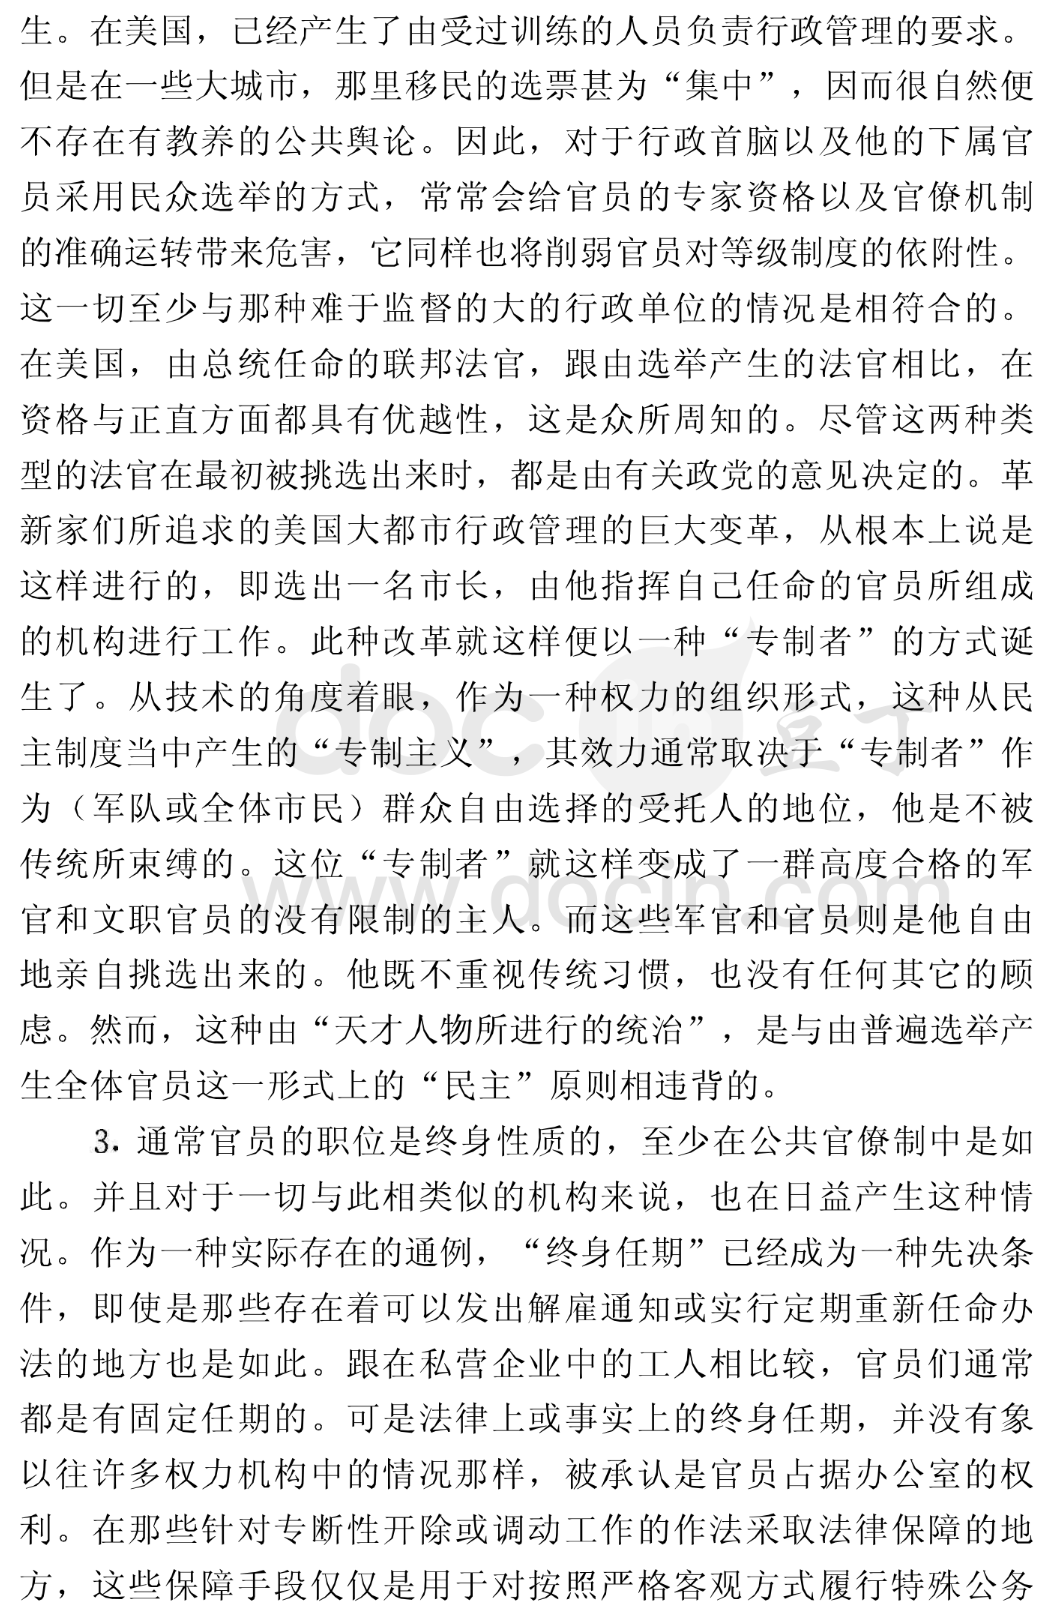 生。在美国，已经产生了由受过训练的人员负责行政管理的要求。
但是在一些大城市，那里移民的选票甚为“集中”，因而很自然便
不存在有教养的公共舆论。因此，对于行政首脑以及他的下属官
员采用民众选举的方式，常常会给官员的专家资格以及官僚机制
的准确运转带来危害，它同样也将削弱官员对等级制度的依附性。
这一切至少与那种难于监督的大的行政单位的情况是相符合的。
在美国，由总统任命的联邦法官，跟由选举产生的法官相比，在
资格与正直方面都具有优越性，这是众所周知的。尽管这两种类
型的法官在最初被挑选出来时，都是由有关政党的意见决定的。革
新家们所追求的美国大都市行政管理的巨大变革，从根本上说是
这样进行的，即选出一名市长，由他指挥自己任命的官员所组成
的机构进行工作。此种改革就这样便以一种“专制者”的方式诞
生了。从技术的角度着眼，作为一种权力的组织形式，这种从民
主制度当中产生的“专制主义”，其效力通常取决于“专制者”作
为（军队或全体市民）群众自由选择的受托人的地位，他是不被
传统所束缚的。这位“专制者”就这样变成了一群高度合格的军
官和文职官员的没有限制的主人。而这些军官和官员则是他自由
地亲自挑选出来的。他既不重视传统习惯，也没有任何其它的顾
虑。然而，这种由“天才人物所进行的统治”，是与由普遍选举产
生全体官员这一形式上的“民主”原则相违背的。
3. 通常官员的职位是终身性质的，至少在公共官僚制中是如
此。并且对于一切与此相类似的机构来说，也在日益产生这种情
况。作为一种实际存在的通例，“终身任期”已经成为一种先决条
件，即使是那些存在着可以发出解雇通知或实行定期重新任命办
法的地方也是如此。跟在私营企业中的工人相比较，官员们通常
都是有固定任期的。可是法律上或事实上的终身任期，并没有象
以往许多权力机构中的情况那样，被承认是官员占据办公室的权
利。在那些针对专断性开除或调动工作的作法采取法律保障的地
方，这些保障手段仅仅是用于对按照严格客观方式履行特殊公务
docin 豆丁
www.docin.com